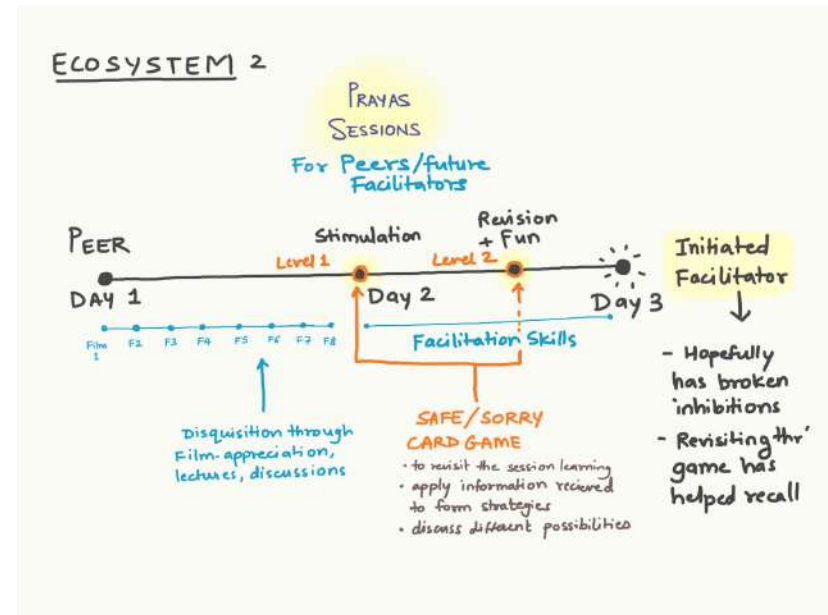 ECOSYSTEM 2
PRAYAS
SESSIONS
For Peers/future
Facilitators
PEER
Stimulation
Revision
+ Fun
Initiated
Facilitator
Level 1
Level 2
DAY 1
Day 2
Day 3
Film
1
F2
F3
F4
F5
F6
F7
F8
Facilitation Skills
Disquisition through
Film-appreciation,
lectures, discussions
SAFE/SORRY
CARD GAME
• to revisit the session learning
• apply information recieved
to form strategies
• discuss different possibilities
- Hopefully
has broken
inhibitions
- Revisiting thr'
game has
helped recall